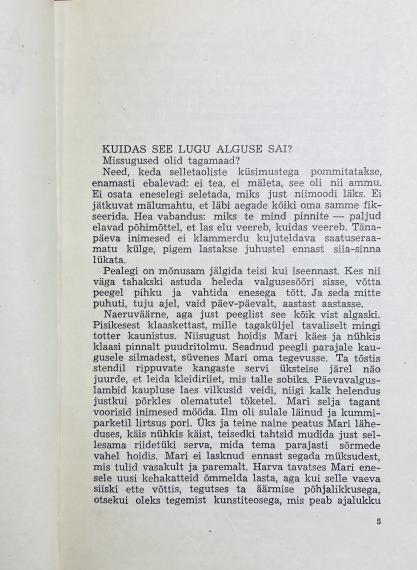 KUIDAS SEE LUGU ALGUSE SAI?
Missugused olid tagamaad?
Need, keda selletaoliste küsimustega pommitatakse,
enamasti ebalevad: ei tea, ei mäleta, see oli nii ammu.
Ei osata eneselegi seletada, miks just niimoodi läks. Ei
jätkuvat mälumahtu, et läbi aegade kõiki oma samme fik-
seerida. Hea vabandus: miks te mind pinnite — paljud
elavad põhimõttel, et las elu veereb, kuidas veereb. Täna-
päeva inimesed ei klammerdu kujuteldava saatuseraa-
matu külge, pigem lastakse juhustel ennast siia-sinna
lükata.
Pealegi on mõnusam jälgida teisi kui iseennast. Kes nii
väga tahakski astuda heleda valgusesõõri sisse, võtta
peegel pihku ja vahtida enesega tõtt. Ja seda mitte
puhuti, tuju ajel, vaid päev-päevalt, aastast aastasse.
Naeruväärne, aga just peeglist see kõik vist algaski.
Pisikesest klaaskettast, mille tagaküljel tavaliselt mingi
totter kaunistus. Niisugust hoidis Mari käes ja nühkis
klaasi pinnalt puudritolmu. Seadnud peegli parajale kau-
gusele silmadest, süvenes Mari oma tegevusse. Ta tõstis
stendil rippuvate kangaste servi üksteise järel näo
juurde, et leida kleidiriiet, mis talle sobiks. Päevavalgus-
lambid kaupluse laes vilkusid veidi, niigi kalk helendus
justkui põrkles olematutel tõketel. Mari selja tagant
voorisid inimesed mööda. Ilm oli sulale läinud ja kummi-
parketil lirtsus pori. Üks ja teine naine peatus Mari lähe-
duses, käis nühkis käist, teisedki tahtsid mudida just sel-
lesama riidetüki serva, mida tema parajasti sõrmede
vahel hoidis. Mari ei lasknud ennast segada müksudest,
mis tulid vasakult ja paremalt. Harva tavatses Mari ene-
sele uusi kehakatteid õmmelda lasta, aga kui selle vaeva
siiski ette võttis, tegutses ta äärmise põhjalikkusega,
otsekui oleks tegemist kunstiteosega, mis peab ajalukku
5